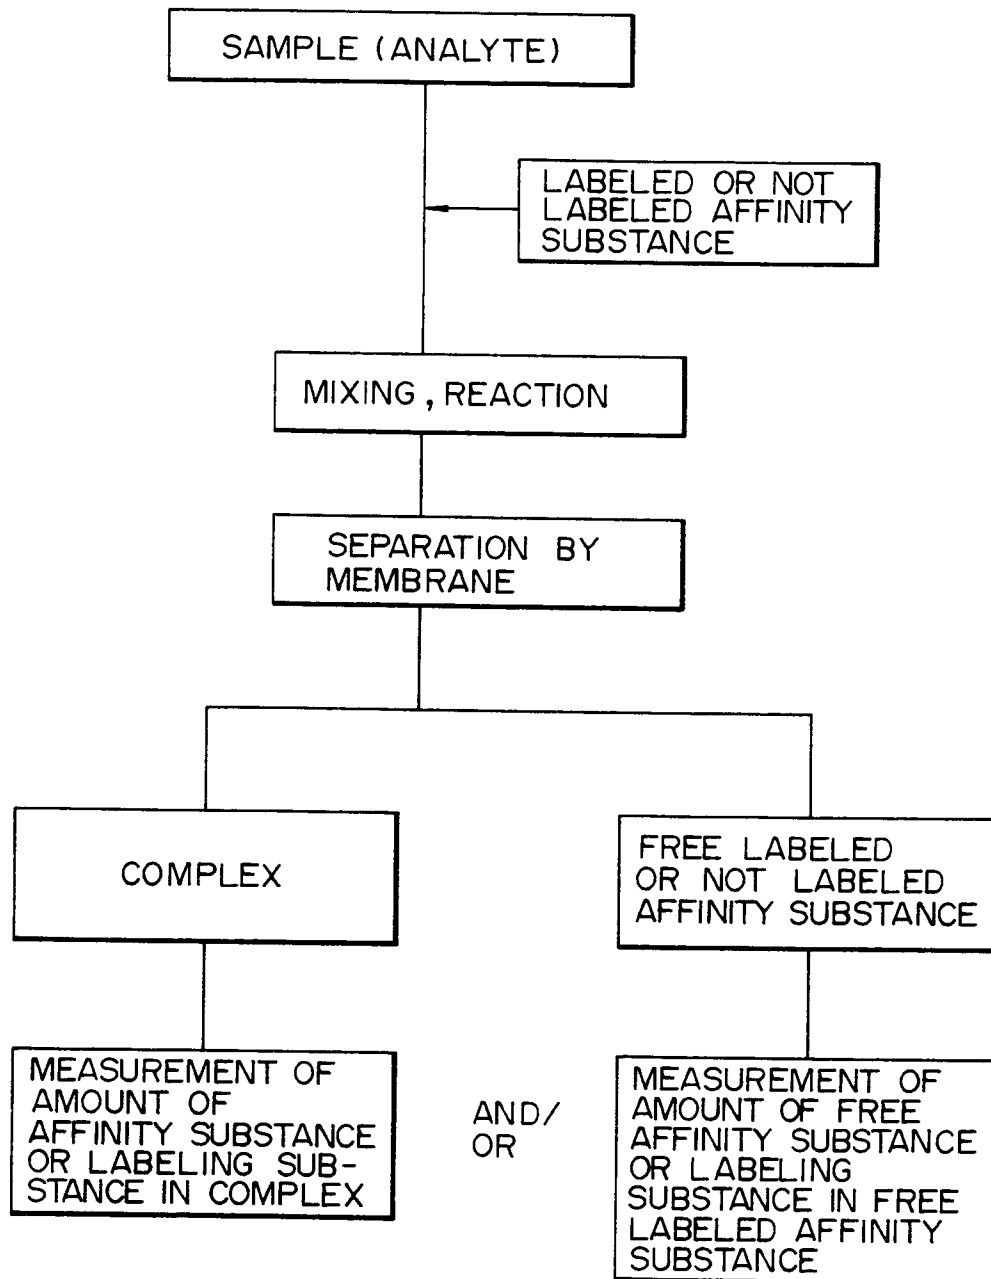 SAMPLE (ANALYTE)
LABELED OR NOT
LABELED AFFINITY
SUBSTANCE
MIXING, REACTION
SEPARATION BY
MEMBRANE
COMPLEX
FREE LABELED
OR NOT LABELED
AFFINITY SUBSTANCE
MEASUREMENT OF
AMOUNT OF
AFFINITY SUBSTANCE
OR LABELING SUB-
STANCE IN COMPLEX
AND/
OR
MEASUREMENT OF
AMOUNT OF FREE
AFFINITY SUBSTANCE
OR LABELING
SUBSTANCE IN FREE
LABELED AFFINITY
SUBSTANCE